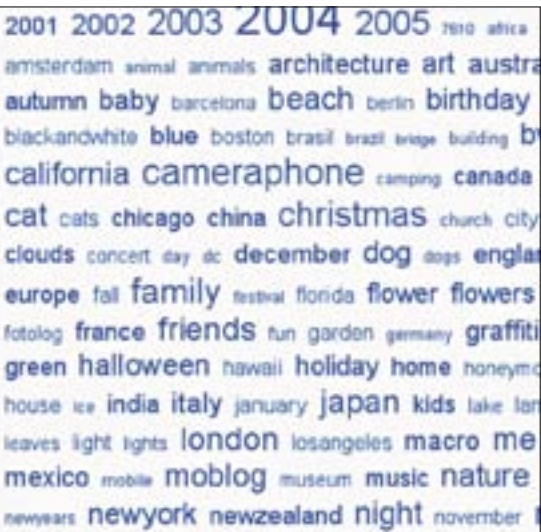 2001 2002 2003 2004 2005 7610 africa
amsterdam animal animals architecture art austra
autumn baby barcelona beach berlin birthday
blackandwhite blue boston brasil brazil bridge building
california cameraphone camping canada
cat cats chicago china christmas church city
clouds concert day dc december dog dogs englan
europe fall family festival florida flower flowers
fotolog france friends fun garden germany graffiti
green halloween hawaii holiday home honeymo
house ice india italy january japan kids lake lan
leaves light lights london losangeles macro me
mexico mobile moblog museum music nature
newyears newyork newzealand night november